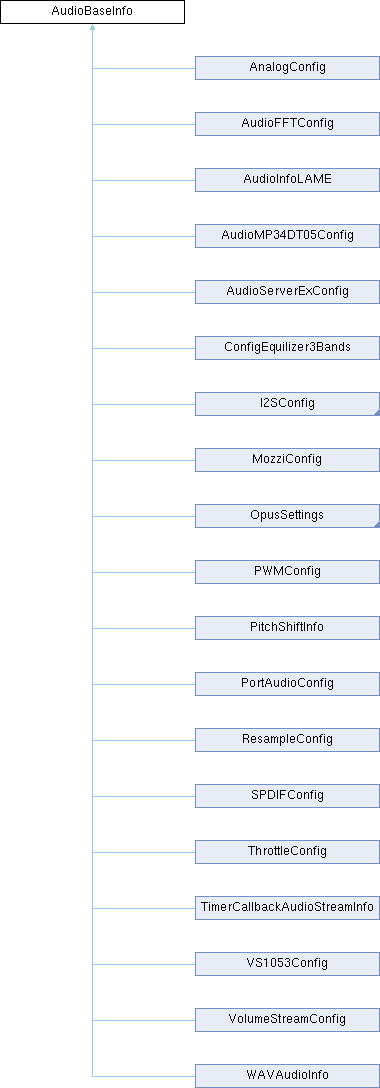 AudioBaseInfo
AnalogConfig
AudioFFTConfig
AudioInfoLAME
AudioMP34DT05Config
AudioServerExConfig
ConfigEquilizer3Bands
I2SConfig
MozziConfig
OpusSettings
PWMConfig
PitchShiftInfo
PortAudioConfig
ResampleConfig
SPDIFConfig
ThrottleConfig
TimerCallbackAudioStreamInfo
VS1053Config
VolumeStreamConfig
WAVAudioInfo